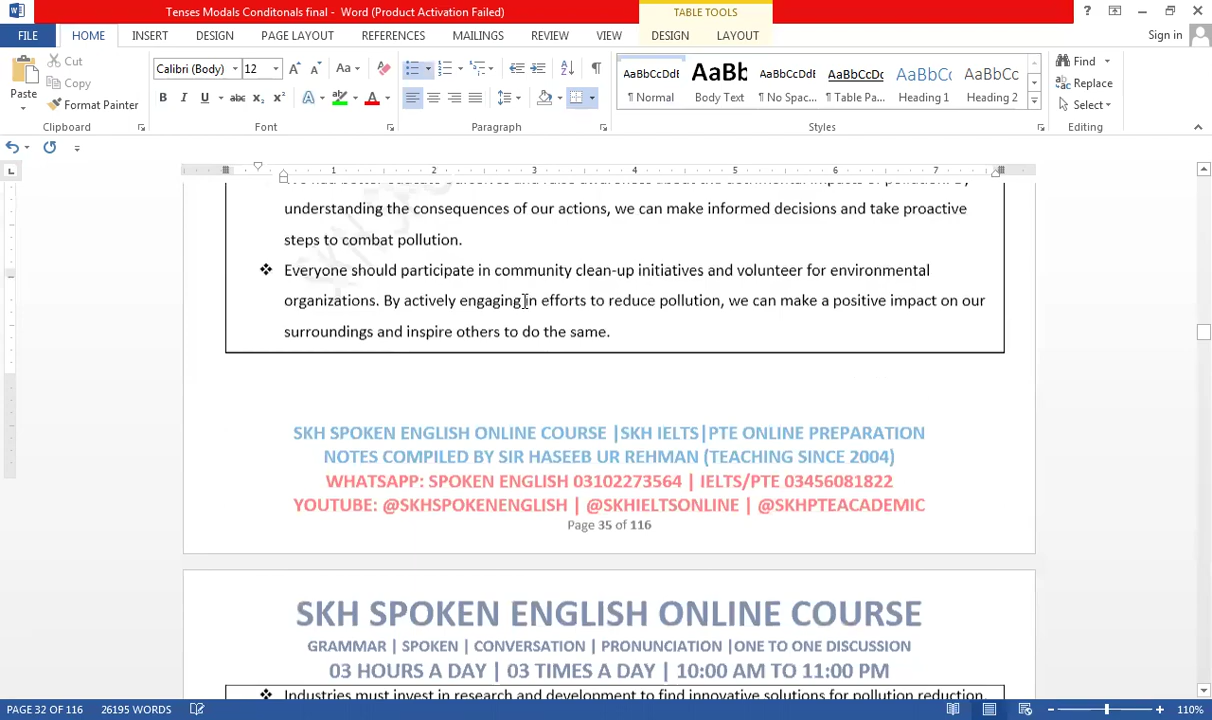 Tenses Modals Conditonals final - Word (Product Activation Failed)
TABLE TOOLS
FILE HOME INSERT DESIGN PAGE LAYOUT REFERENCES MAILINGS REVIEW VIEW DESIGN LAYOUT Sign in
Paste Cut
Copy
Format Painter
Calibri (Body) 12
AaBbCcDd AaBb AaBbCcDd AaBbCcDc AaBbCcD AaBbCcC
¶ Normal Body Text ¶ No Spac... ¶ Table Pa... Heading 1 Heading 2
Find
Replace
Select
Clipboard Font Paragraph Styles Editing
1 2 3 4 5 6 7
understanding the consequences of our actions, we can make informed decisions and take proactive
steps to combat pollution.
❖ Everyone should participate in community clean-up initiatives and volunteer for environmental
organizations. By actively engaging in efforts to reduce pollution, we can make a positive impact on our
surroundings and inspire others to do the same.
SKH SPOKEN ENGLISH ONLINE COURSE |SKH IELTS|PTE ONLINE PREPARATION
NOTES COMPILED BY SIR HASEEB UR REHMAN (TEACHING SINCE 2004)
WHATSAPP: SPOKEN ENGLISH 03102273564 | IELTS/PTE 03456081822
YOUTUBE: @SKHSPOKENENGLISH | @SKHIELTSONLINE | @SKHPTEACADEMIC
Page 35 of 116
SKH SPOKEN ENGLISH ONLINE COURSE
GRAMMAR | SPOKEN | CONVERSATION | PRONUNCIATION |ONE TO ONE DISCUSSION
03 HOURS A DAY | 03 TIMES A DAY | 10:00 AM TO 11:00 PM
❖ Industries must invest in research and development to find innovative solutions for pollution reduction.
PAGE 32 OF 116 26195 WORDS 110%